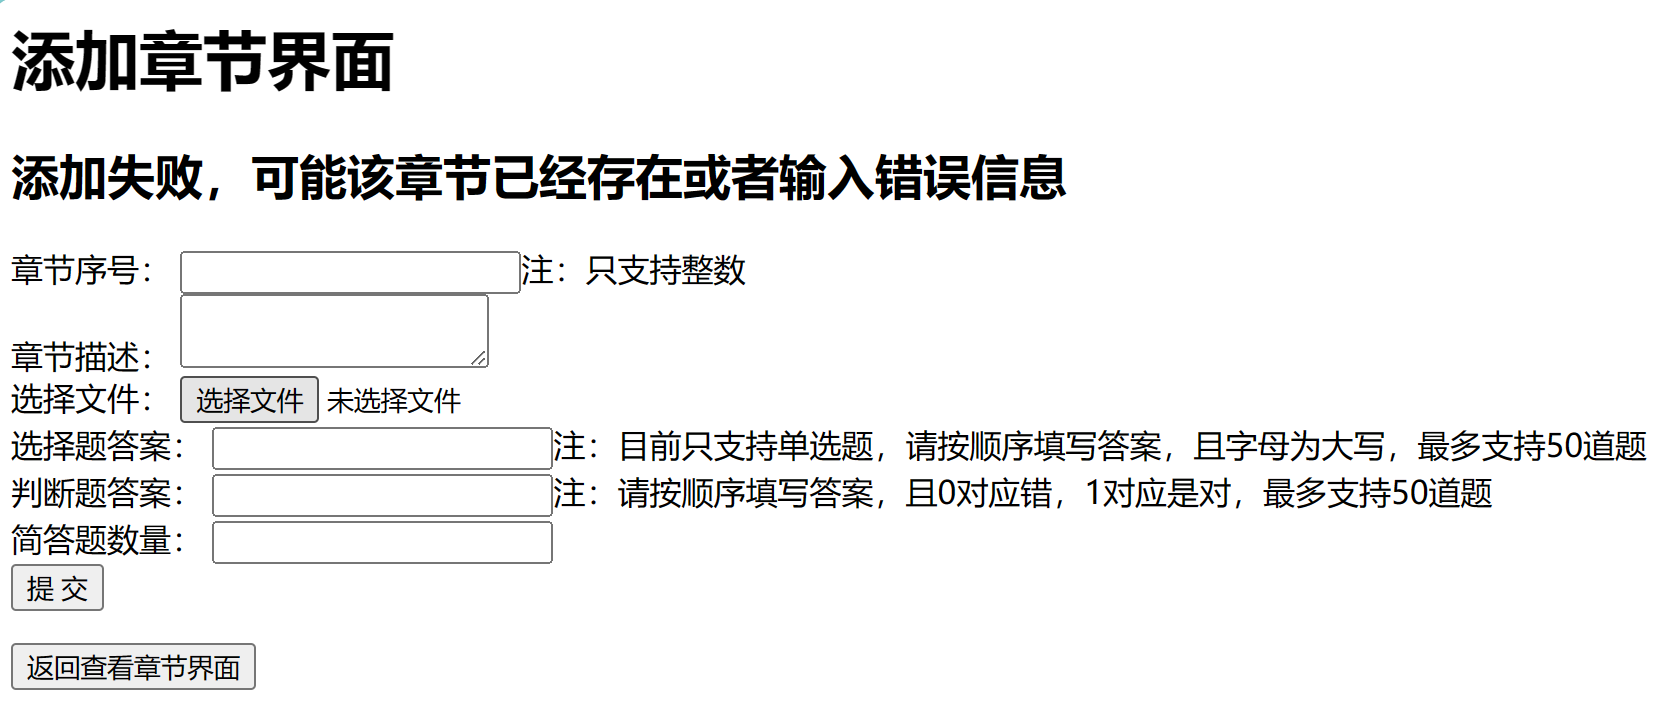 添加章节界面
添加失败，可能该章节已经存在或者输入错误信息
章节序号： 注：只支持整数
章节描述：
选择文件： 选择文件 未选择文件
选择题答案： 注：目前只支持单选题，请按顺序填写答案，且字母为大写，最多支持50道题
判断题答案： 注：请按顺序填写答案，且0对应错，1对应是对，最多支持50道题
简答题数量：
提 交
返回查看章节界面